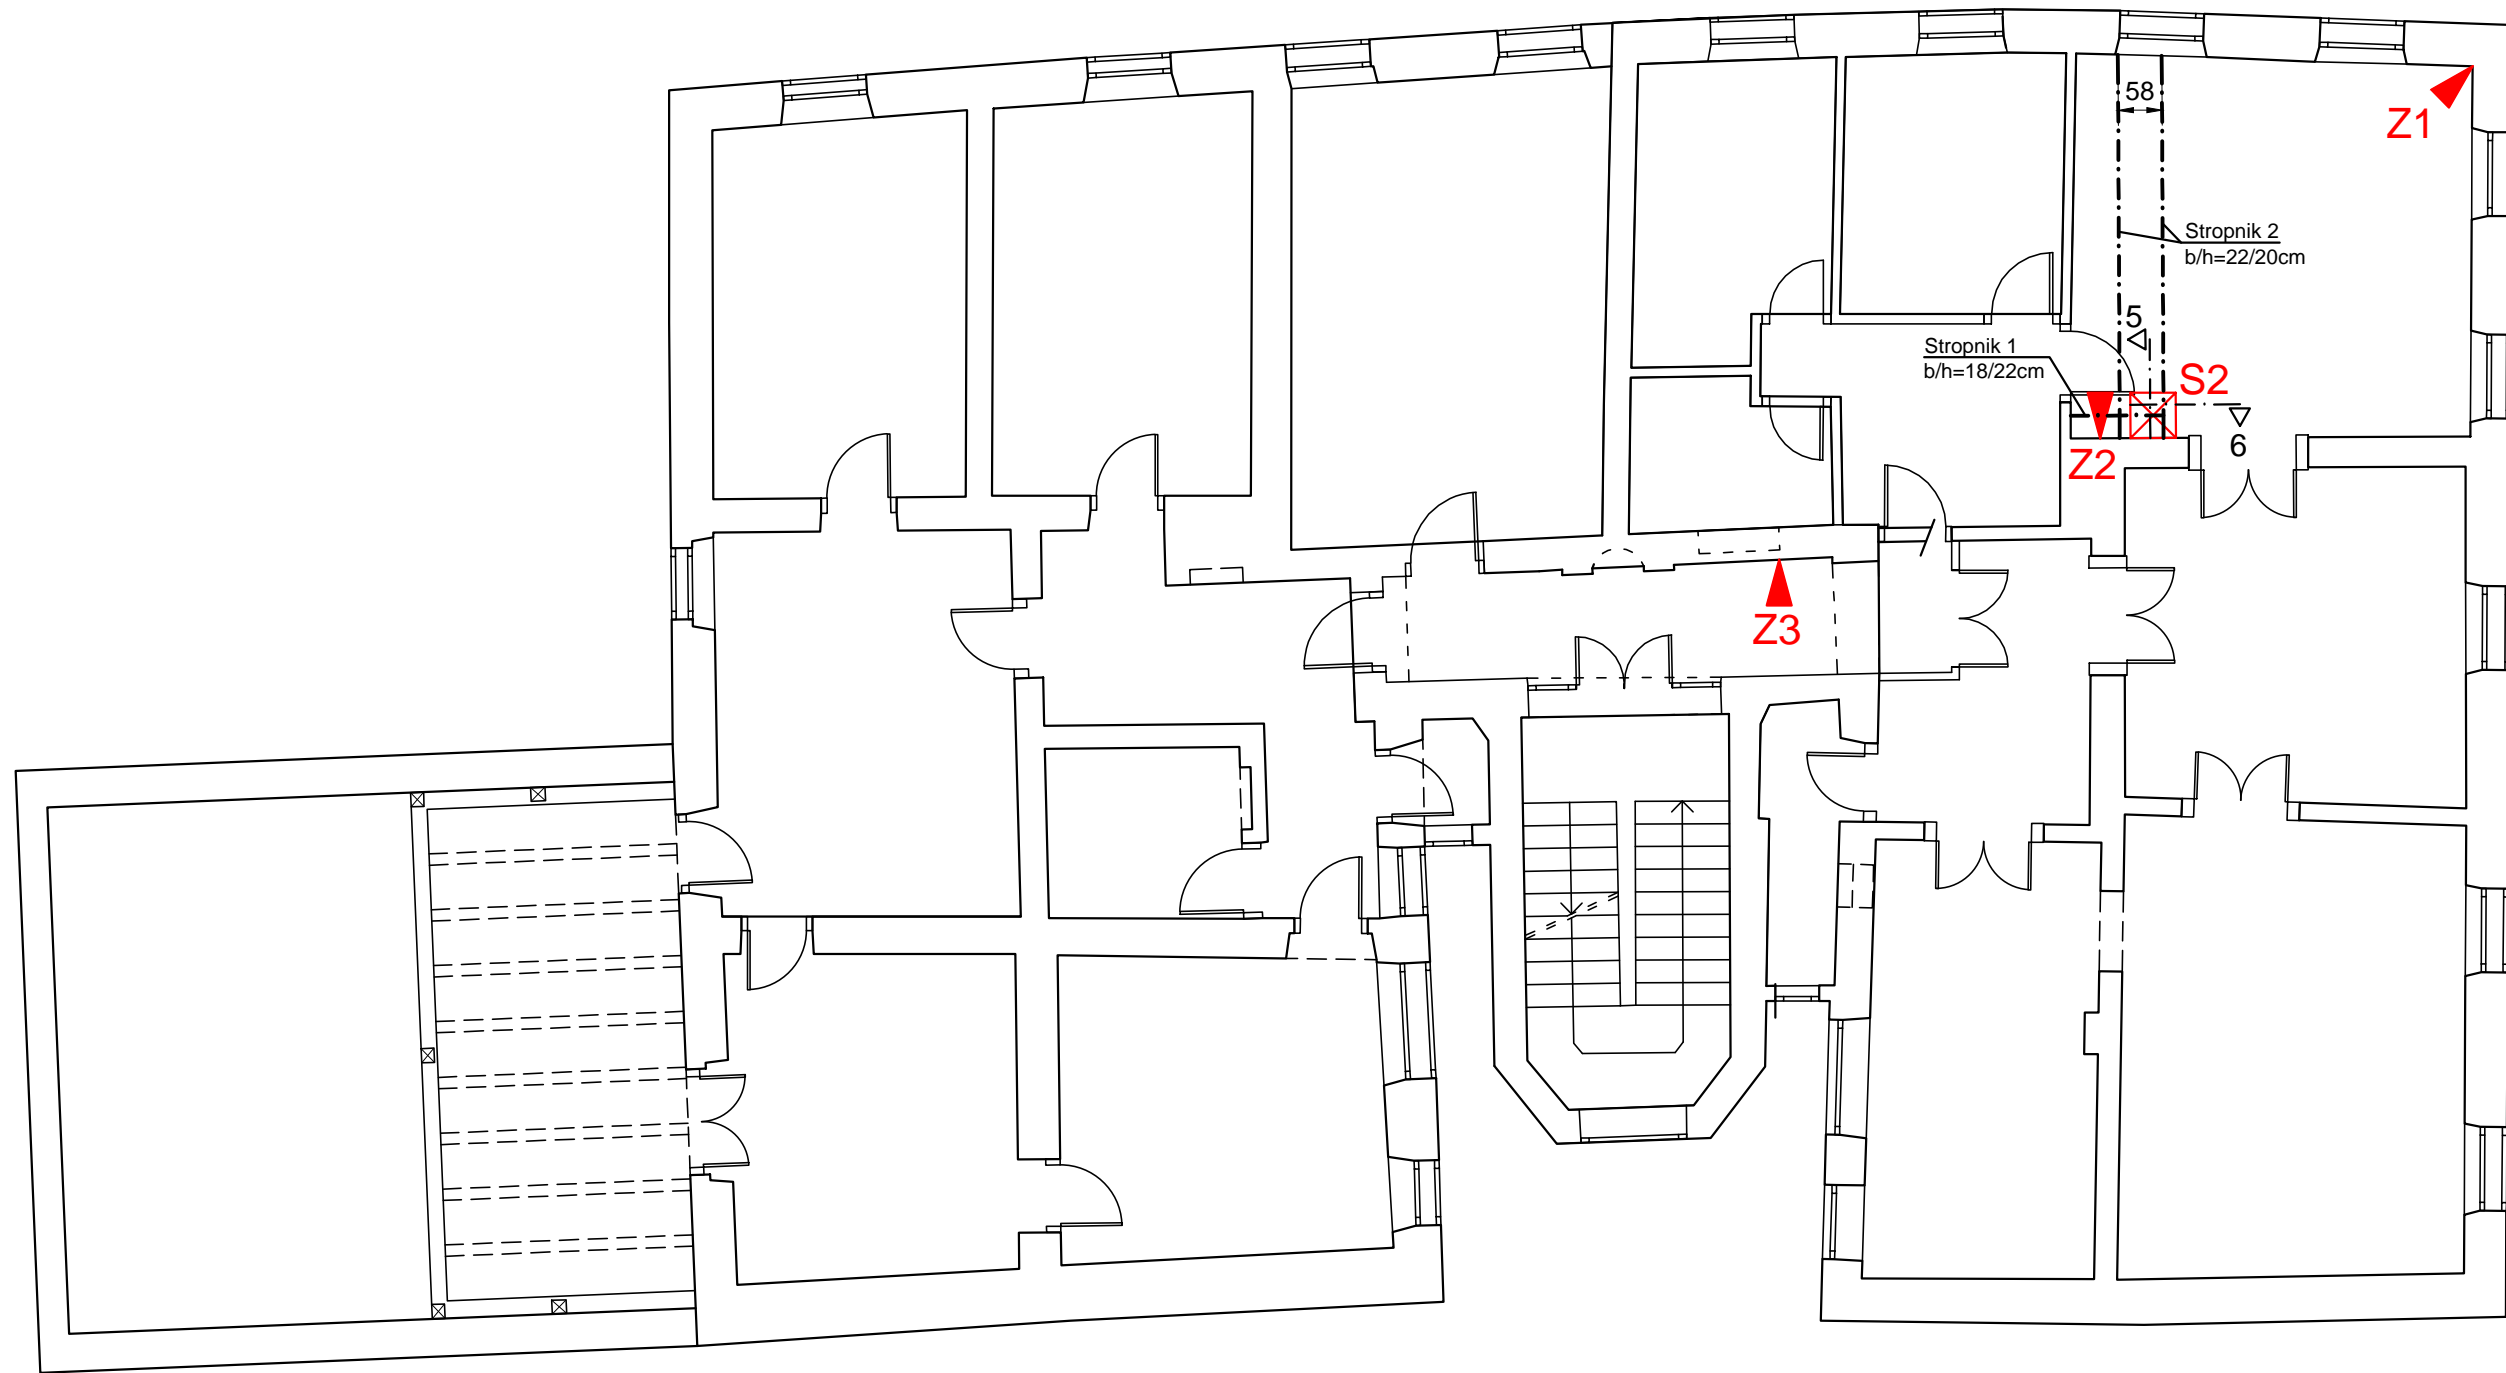 58
Z1
Stropnik 2
b/h=22/20cm
5
Stropnik 1
b/h=18/22cm
S2
6
Z2
Z3